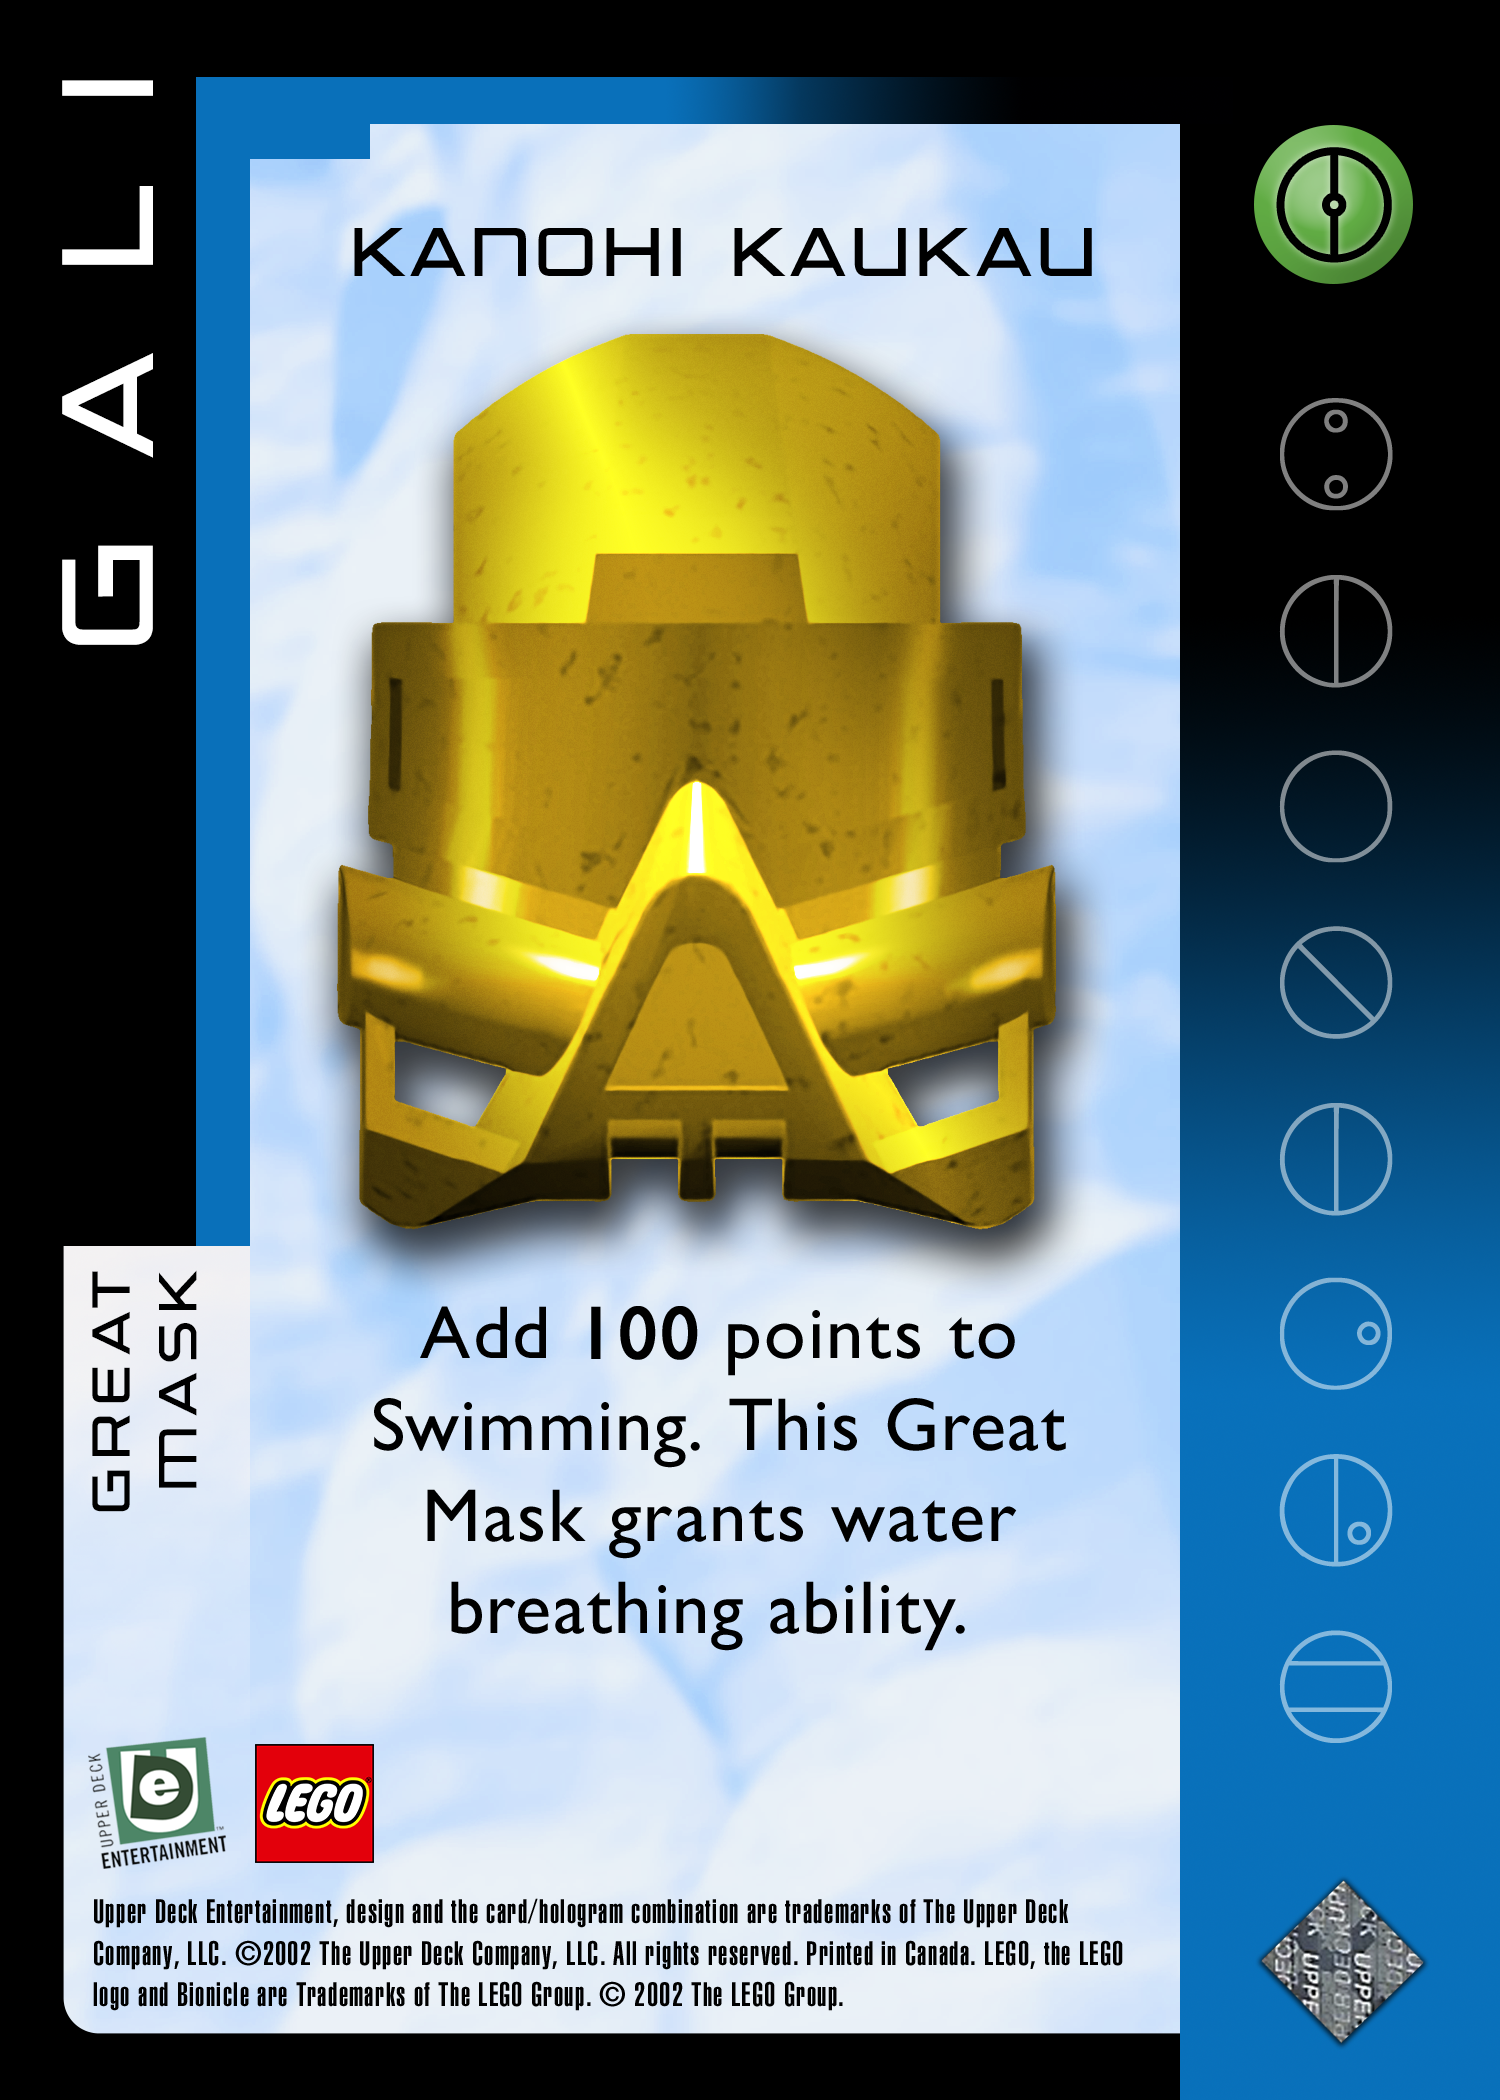 GALI
KANOHI KAUKAU
Add 100 points to
Swimming. This Great
Mask grants water
breathing ability.
GREAT
MASK
UPPER DECK
ENTERTAINMENT™
LEGO
Upper Deck Entertainment, design and the card/hologram combination are trademarks of The Upper Deck
Company, LLC. ©2002 The Upper Deck Company, LLC. All rights reserved. Printed in Canada. LEGO, the LEGO
logo and Bionicle are Trademarks of The LEGO Group. © 2002 The LEGO Group.